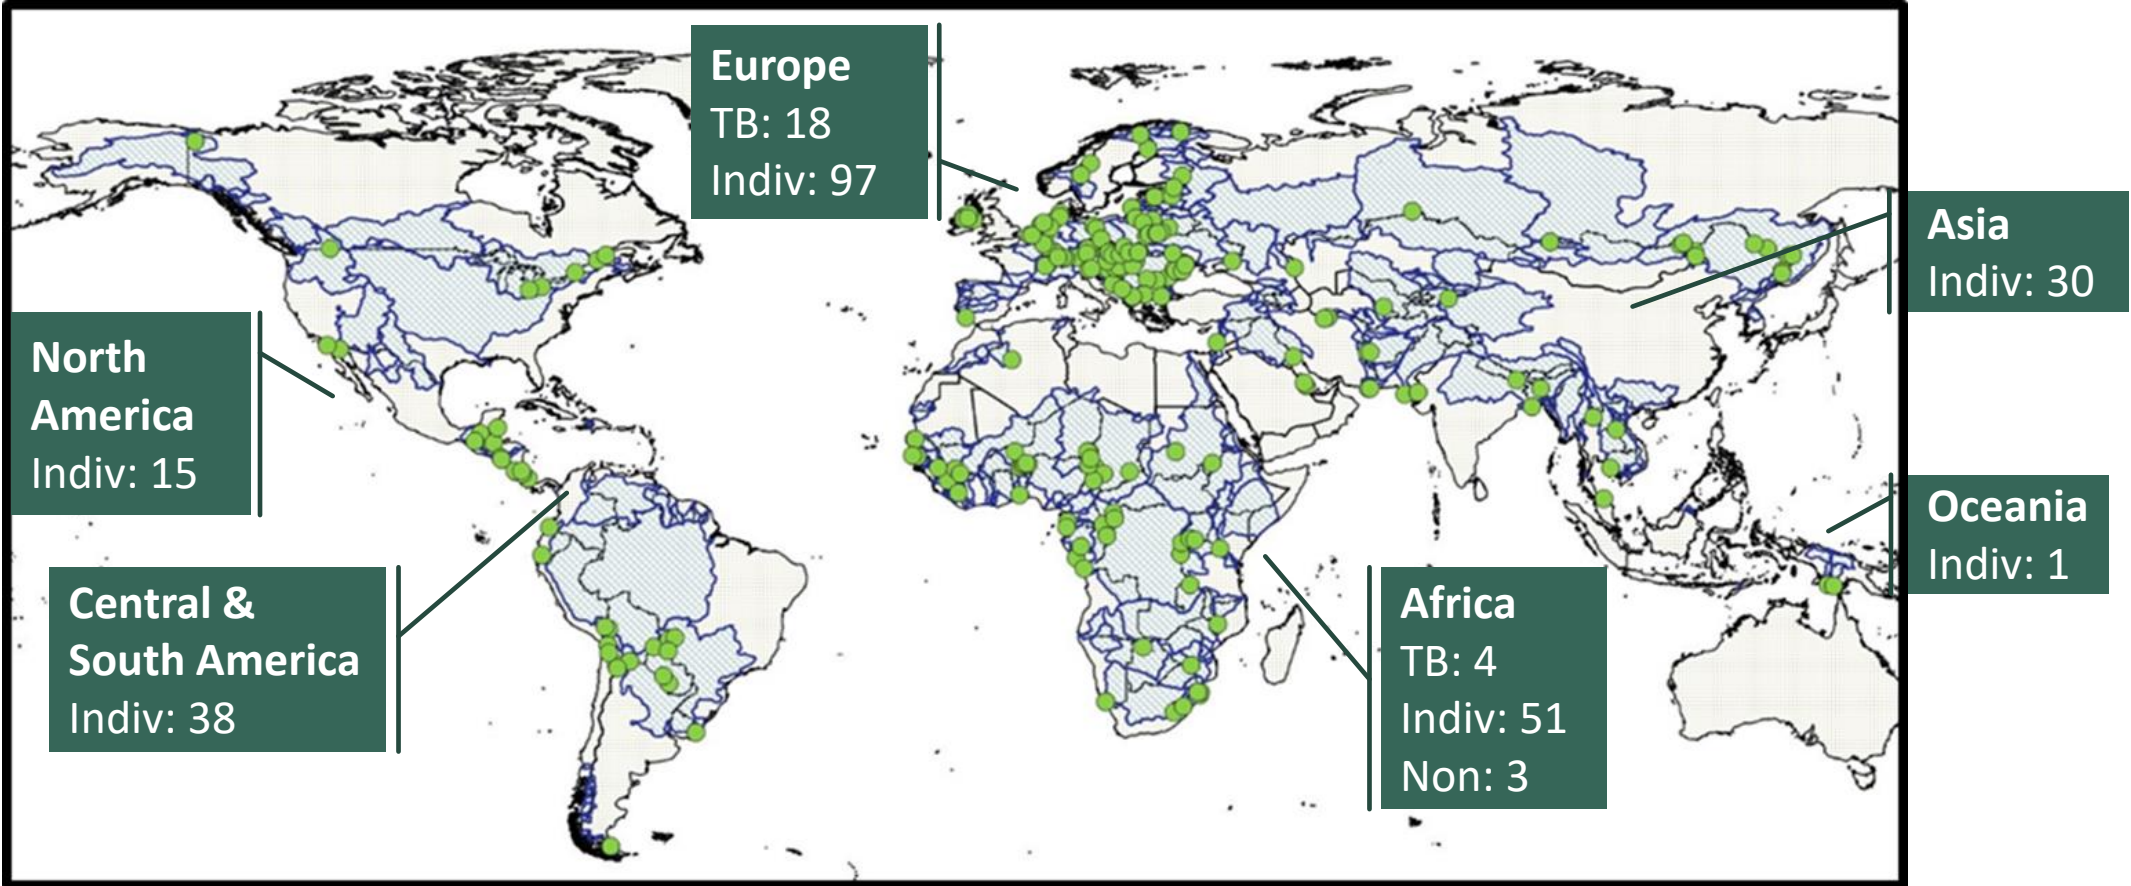 Europe
TB: 18
Indiv: 97
Asia
Indiv: 30
North
America
Indiv: 15
Oceania
Indiv: 1
Central &
South America
Indiv: 38
Africa
TB: 4
Indiv: 51
Non: 3